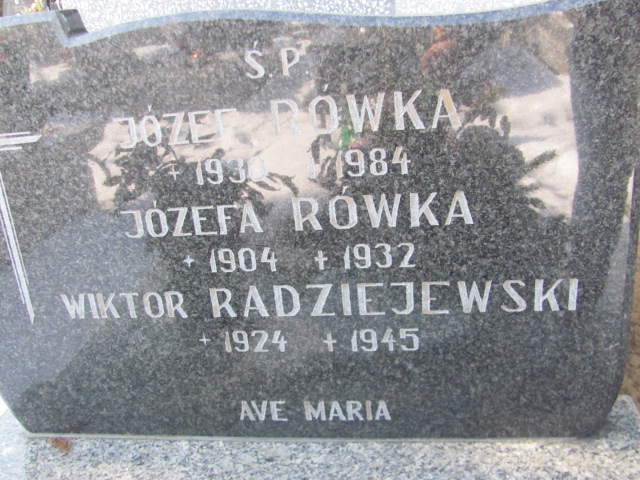 Ś.P.
JÓZEF RÓWKA
* 1930 + 1984
JÓZEFA RÓWKA
* 1904 + 1932
WIKTOR RADZIEJEWSKI
* 1924 + 1945
AVE MARIA